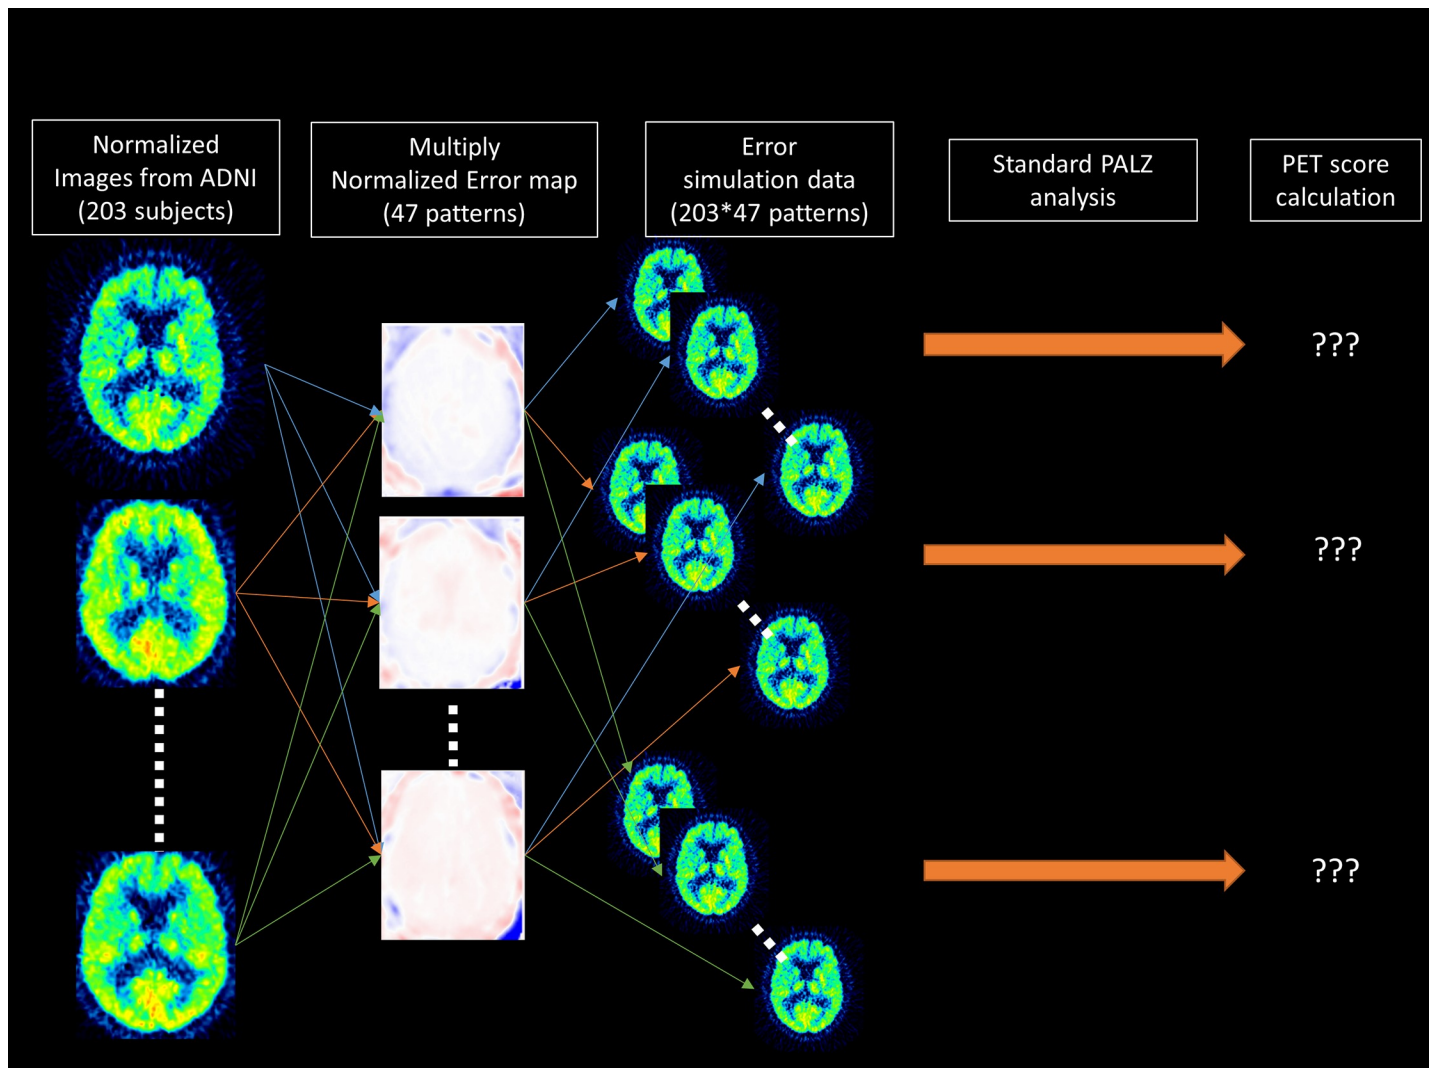 Normalized
Images from ADNI
(203 subjects)
Multiply
Normalized Error map
(47 patterns)
Error
simulation data
(203*47 patterns)
Standard PALZ
analysis
PET score
calculation
???
???
???